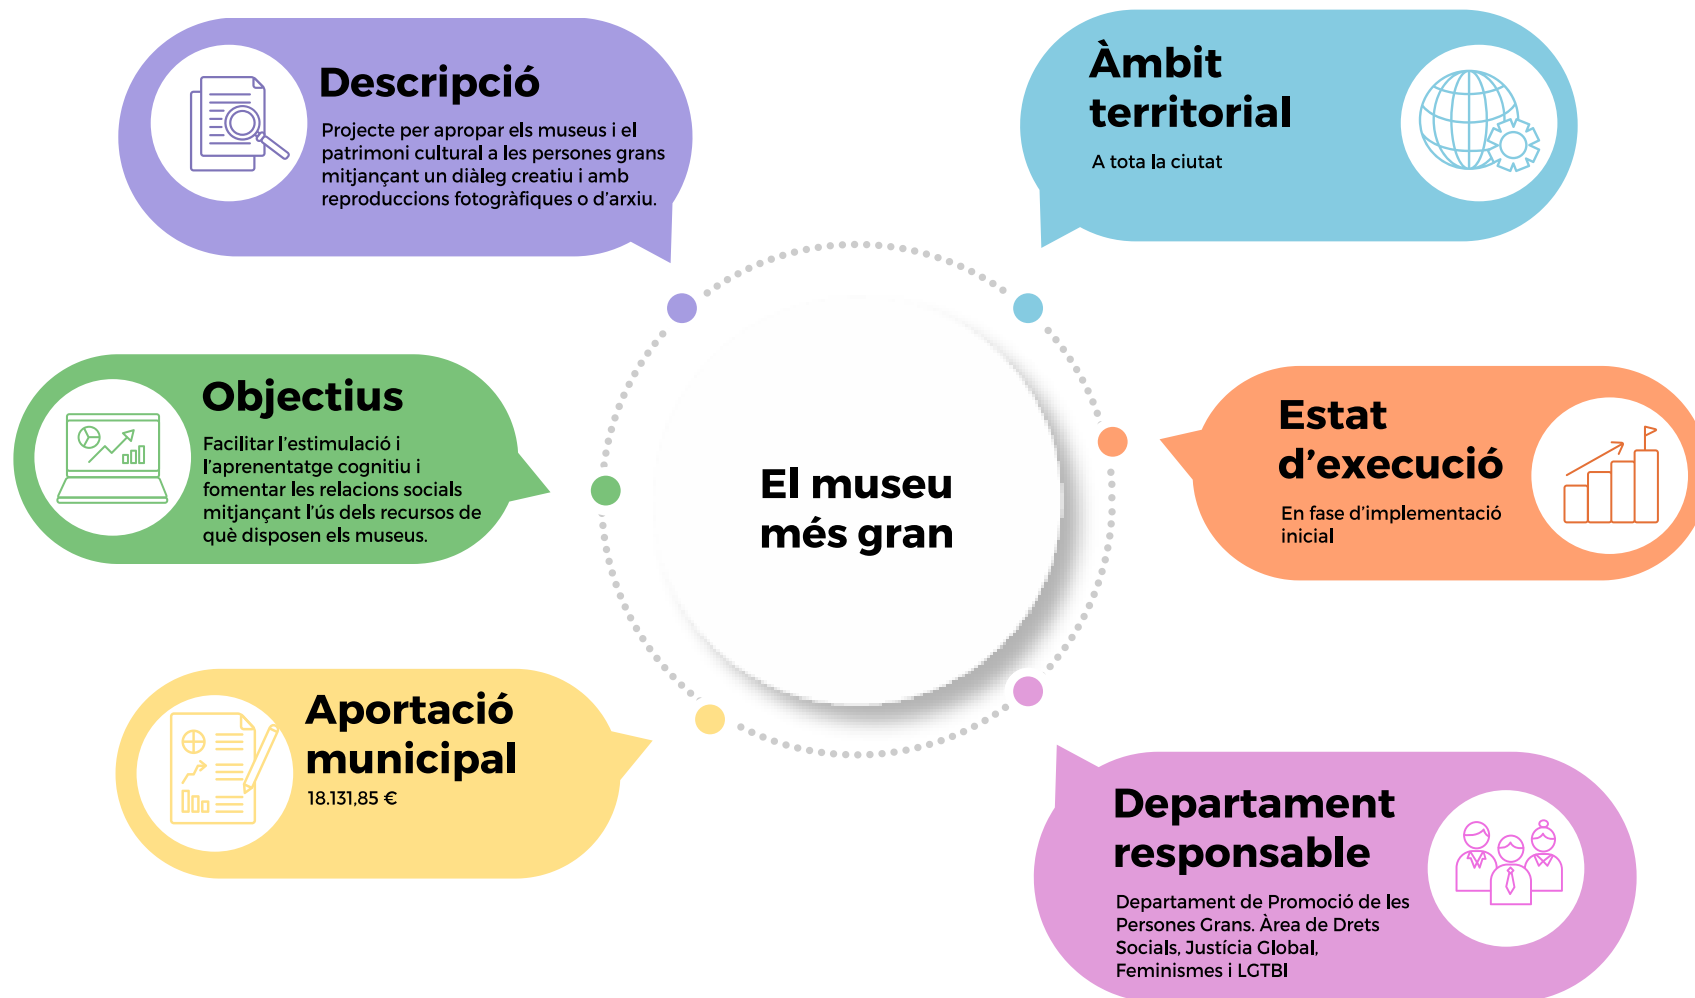 Descripció
Projecte per apropar els museus i el
patrimoni cultural a les persones grans
mitjançant un diàleg creatiu i amb
reproduccions fotogràfiques o d'arxiu.
Àmbit
territorial
A tota la ciutat
Objectius
Facilitar l'estimulació i
l'aprenentatge cognitiu i
fomentar les relacions socials
mitjançant l'ús dels recursos de
què disposen els museus.
El museu
més gran
Estat
d'execució
En fase d'implementació
inicial
Aportació
municipal
18.131,85 €
Departament
responsable
Departament de Promoció de les
Persones Grans. Àrea de Drets
Socials, Justícia Global,
Feminismes i LGTBI